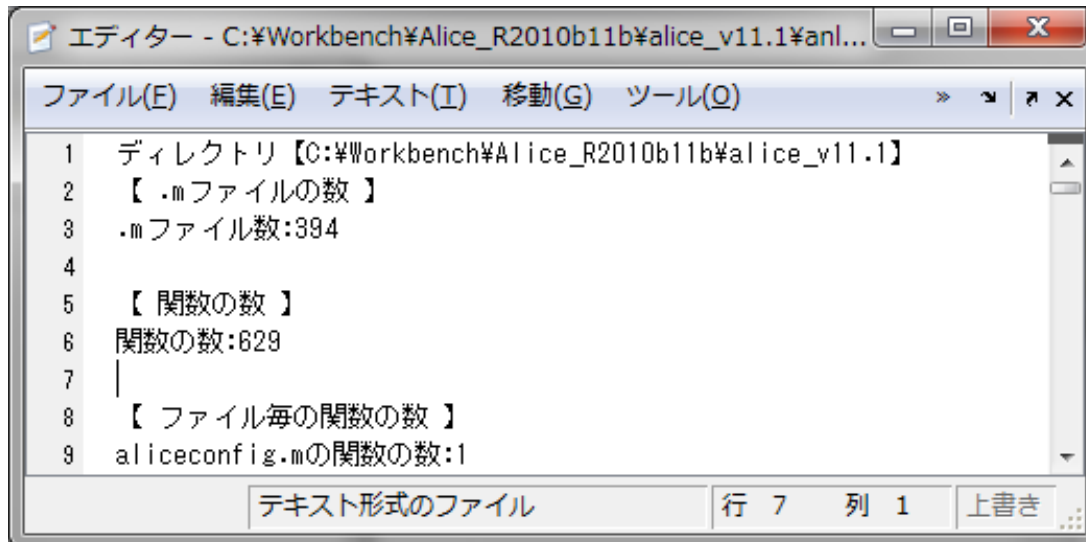 エディター - C:¥Workbench¥Alice_R2010b11b¥alice_v11.1¥anl...
ファイル(F) 編集(E) テキスト(T) 移動(G) ツール(O) »
1 ディレクトリ【C:¥Workbench¥Alice_R2010b11b¥alice_v11.1】
2 【 .mファイルの数 】
3 .mファイル数:394
4
5 【 関数の数 】
6 関数の数:629
7
8 【 ファイル毎の関数の数 】
9 aliceconfig.mの関数の数:1
テキスト形式のファイル 行 7 列 1 上書き